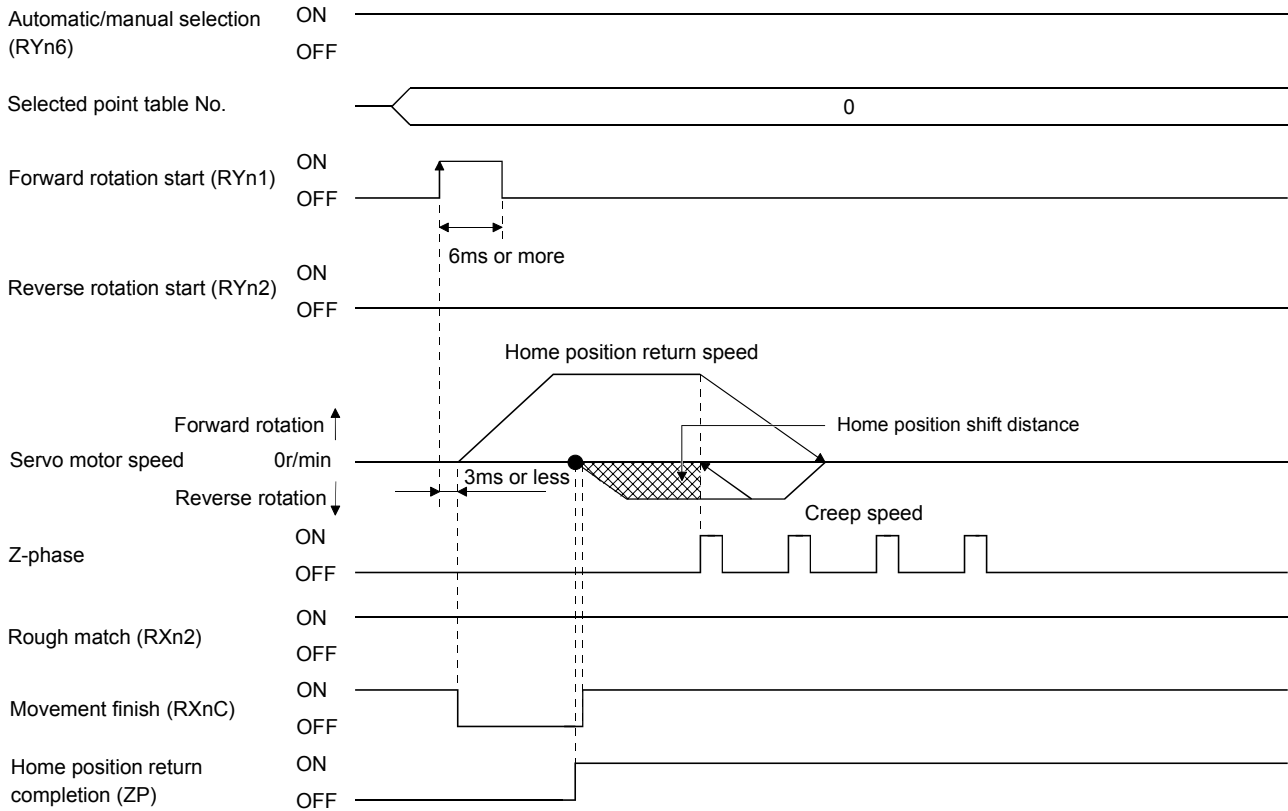 Automatic/manual selection
(RYn6)
ON
OFF
Selected point table No.
0
Forward rotation start (RYn1)
ON
OFF
6ms or more
Reverse rotation start (RYn2)
ON
OFF
Home position return speed
Forward rotation
Home position shift distance
Servo motor speed
0r/min
3ms or less
Reverse rotation
Creep speed
Z-phase
ON
OFF
Rough match (RXn2)
ON
OFF
Movement finish (RXnC)
ON
OFF
Home position return
completion (ZP)
ON
OFF